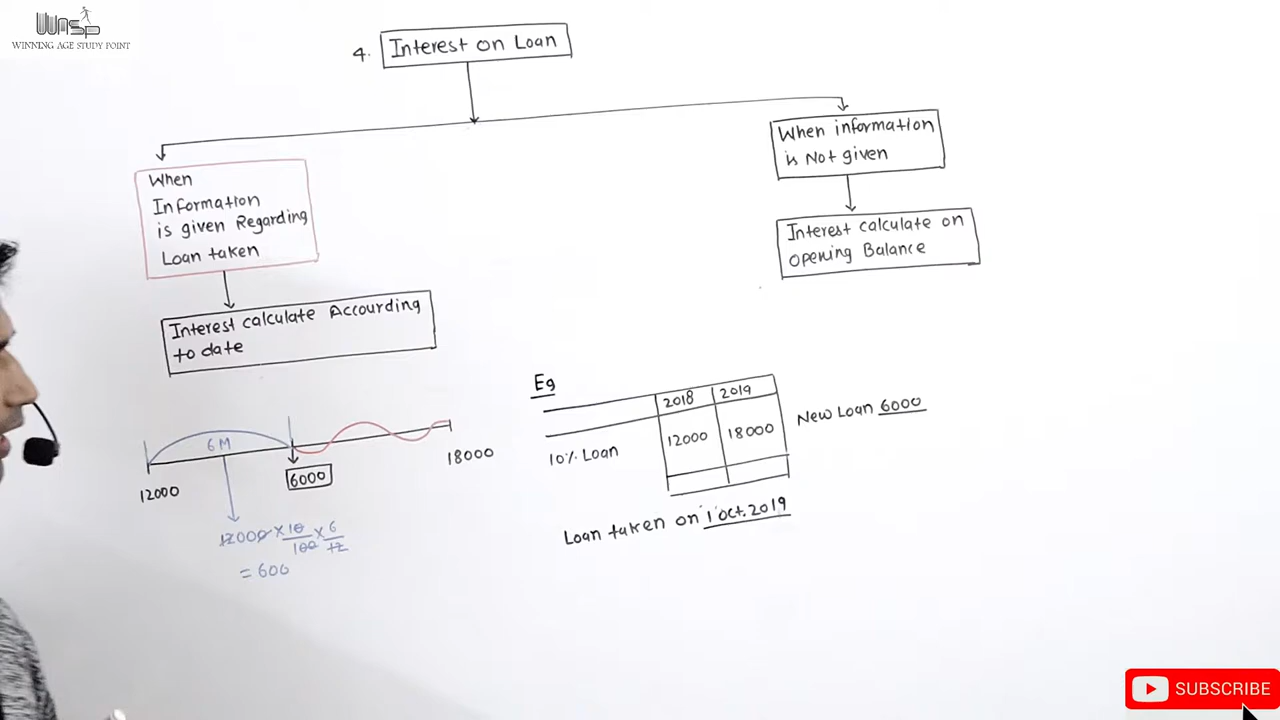 WASP
WINNING AGE STUDY POINT
4. Interest on Loan
When
Information
is given Regarding
Loan taken
When information
is Not given
Interest calculate on
opening Balance
Interest calculate Accourding
to date
6M
12000
6000
18000
12000 × 10/100 × 6/12
= 600
Eg
2018 2019
10% Loan 12000 18000
New Loan 6000
Loan taken on 1 oct. 2019
SUBSCRIBE